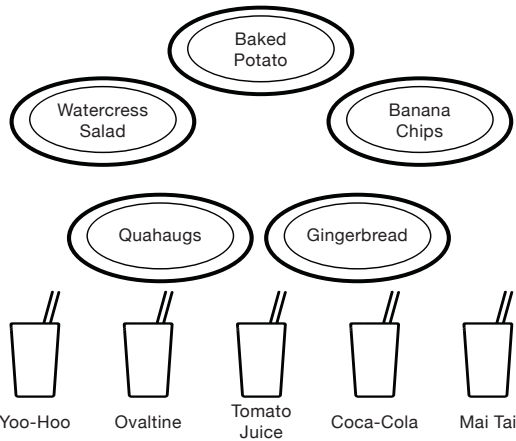 Baked
Potato
Watercress
Salad
Banana
Chips
Quahaugs
Gingerbread
Yoo-Hoo
Ovaltine
Tomato
Juice
Coca-Cola
Mai Tai